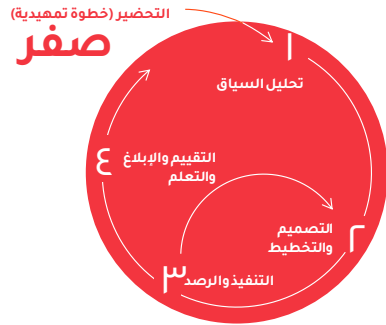 التحضير (خطوة تمهيدية)
صفر
١
تحليل السياق
٢
التصميم
والتخطيط
٣
التنفيذ والرصد
٤
التقييم والإبلاغ
والتعلم